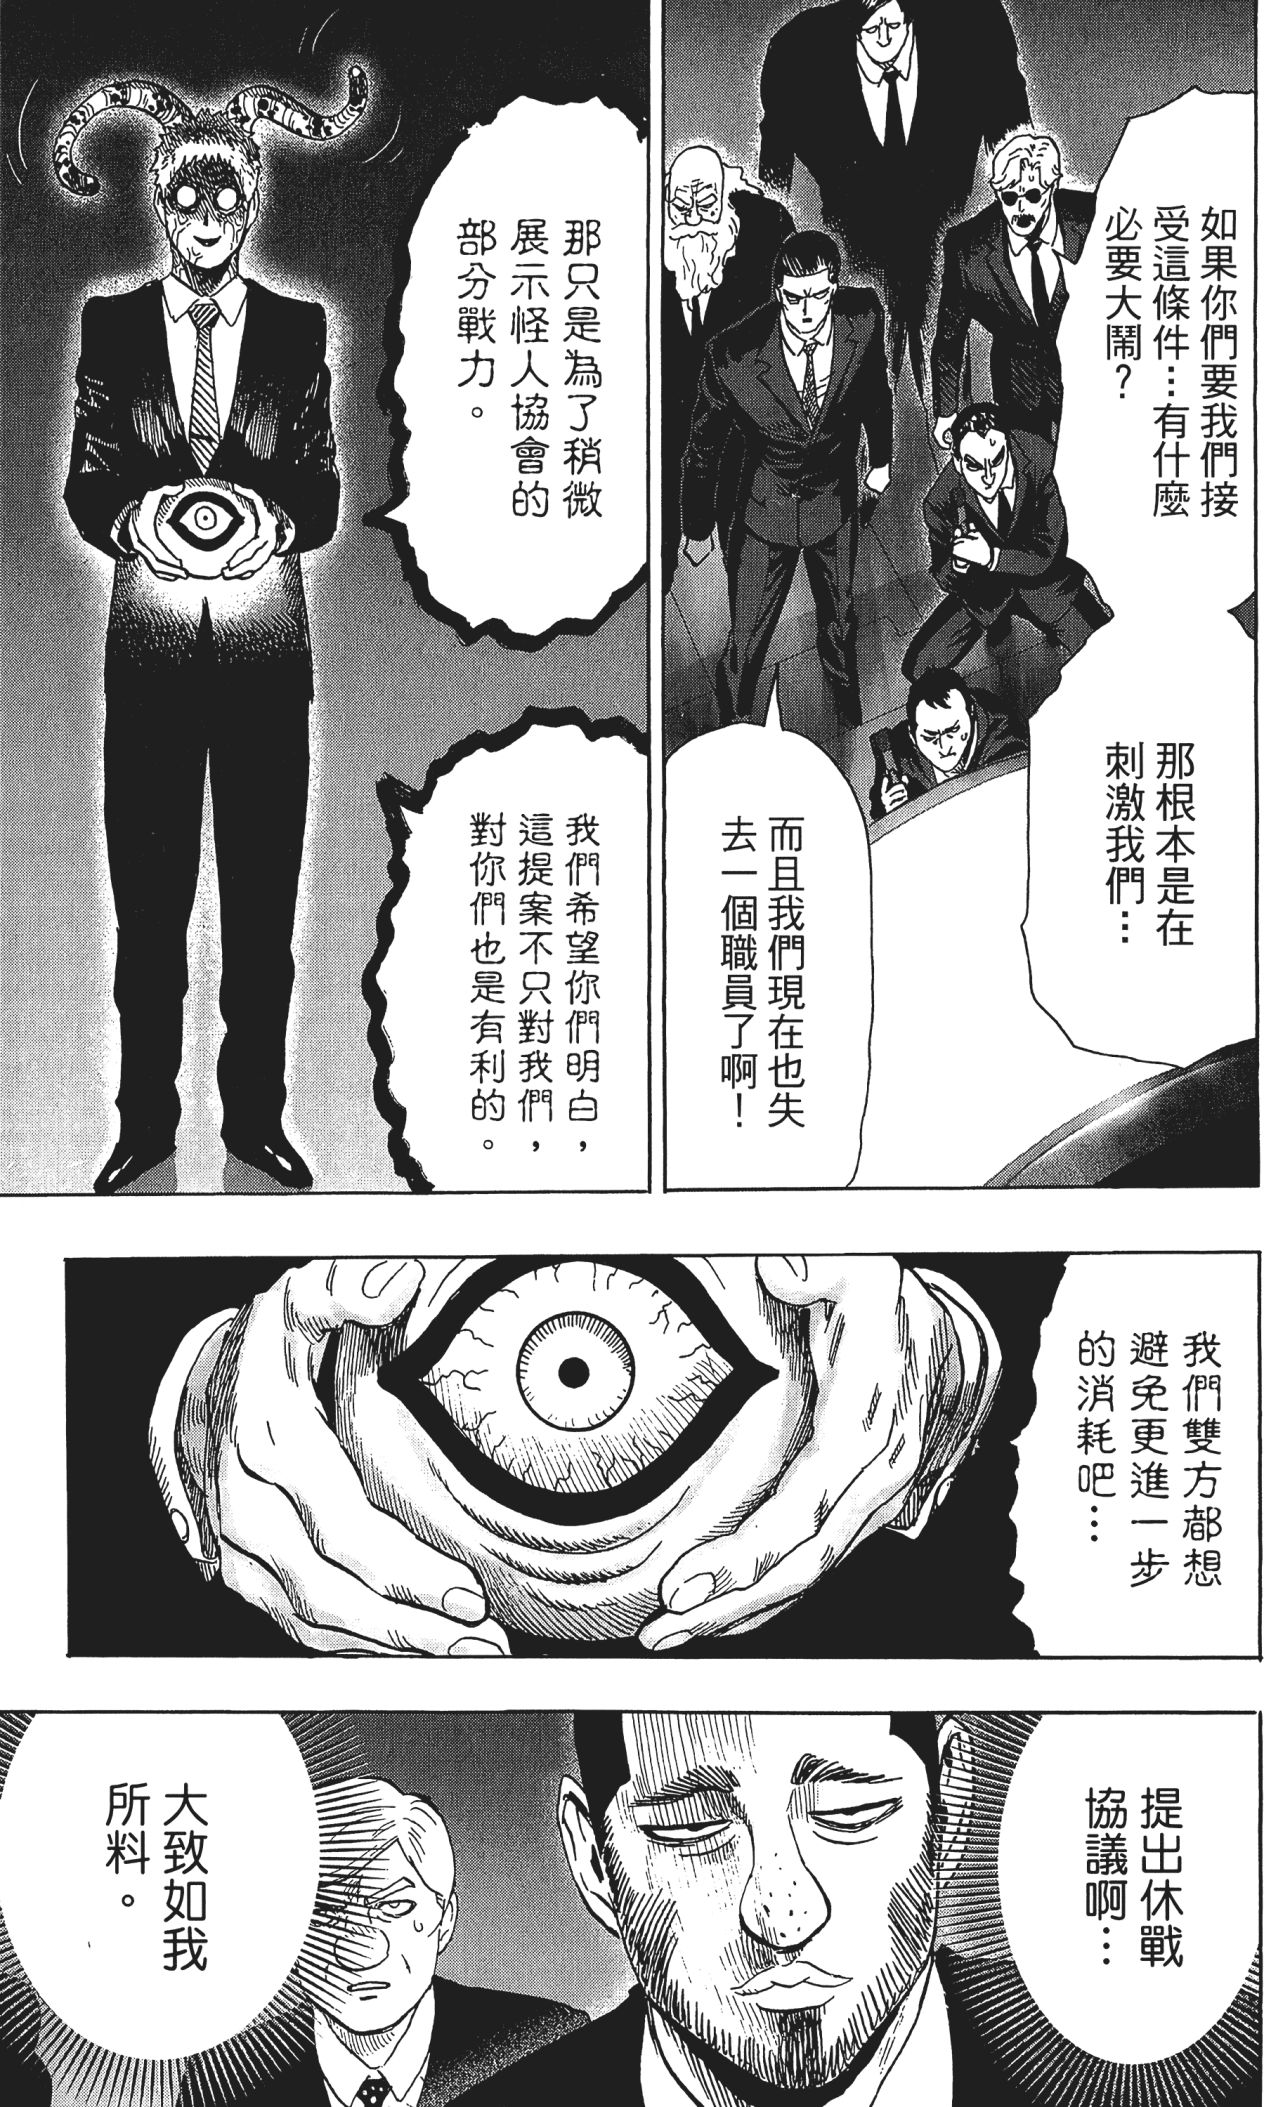 如果你們要我們接
受這條件…有什麼
必要大鬧？
那根本是在
刺激我們…
而且我們現在也失
去一個職員了啊！
那只是為了稍微
展示怪人協會的
部分戰力。
我們希望你們明白，
這提案不只對我們，
對你們也是有利的。
我們雙方都想
避免更進一步
的消耗吧…
提出休戰
協議啊…
大致如我
所料。